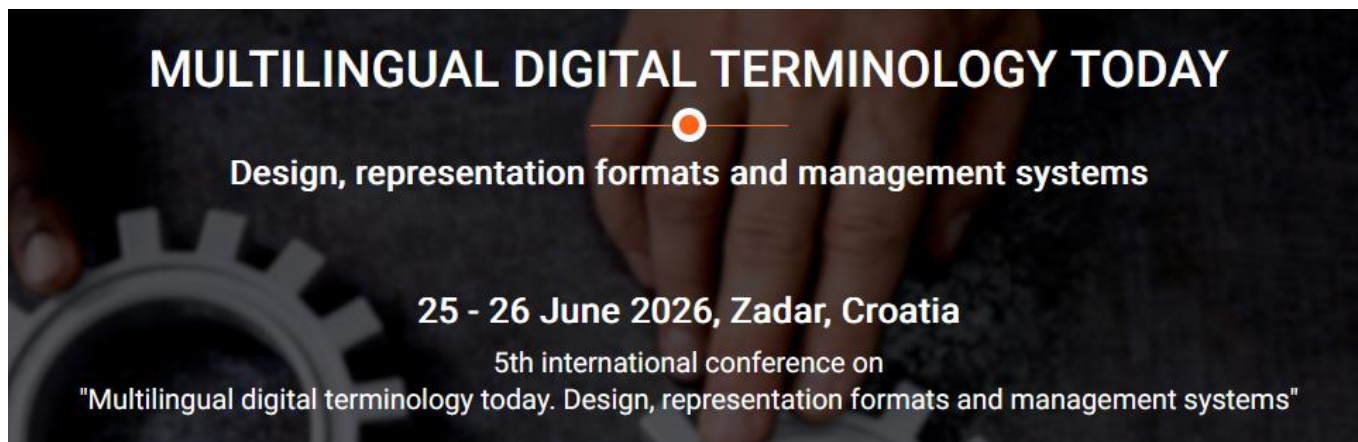 MULTILINGUAL DIGITAL TERMINOLOGY TODAY
Design, representation formats and management systems
25 - 26 June 2026, Zadar, Croatia
5th international conference on
"Multilingual digital terminology today. Design, representation formats and management systems"